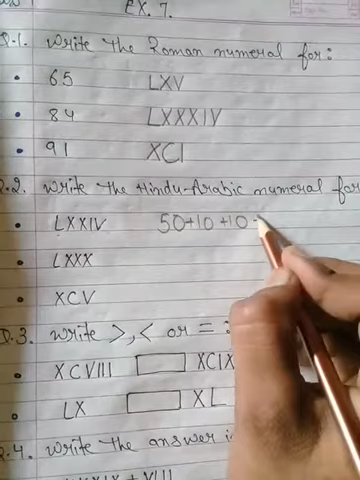 EX. 7.
Q.1. Write the Roman numeral for:
• 65 LXV
• 84 LXXXIV
• 91 XCI
Q.2. Write the Hindu-Arabic numeral for
• LXXIV 50+10+10
• LXXX
• XCV
Q.3. Write >, < or = :
• XCVIII XCIX
• LX XL
Q.4. Write the answer
+ VIII